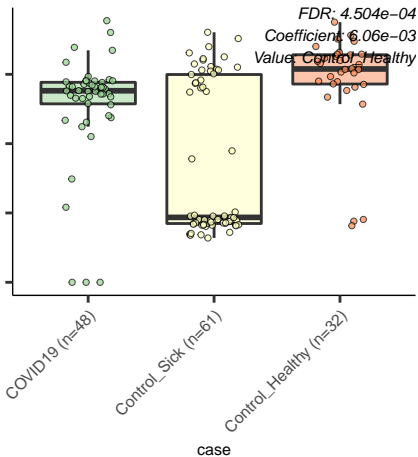 FDR: 4.504e−04
Coefficient: 6.06e−03
Value: Control_Healthy
COVID19 (n=48)
Control_Sick (n=61)
Control_Healthy (n=32)
case